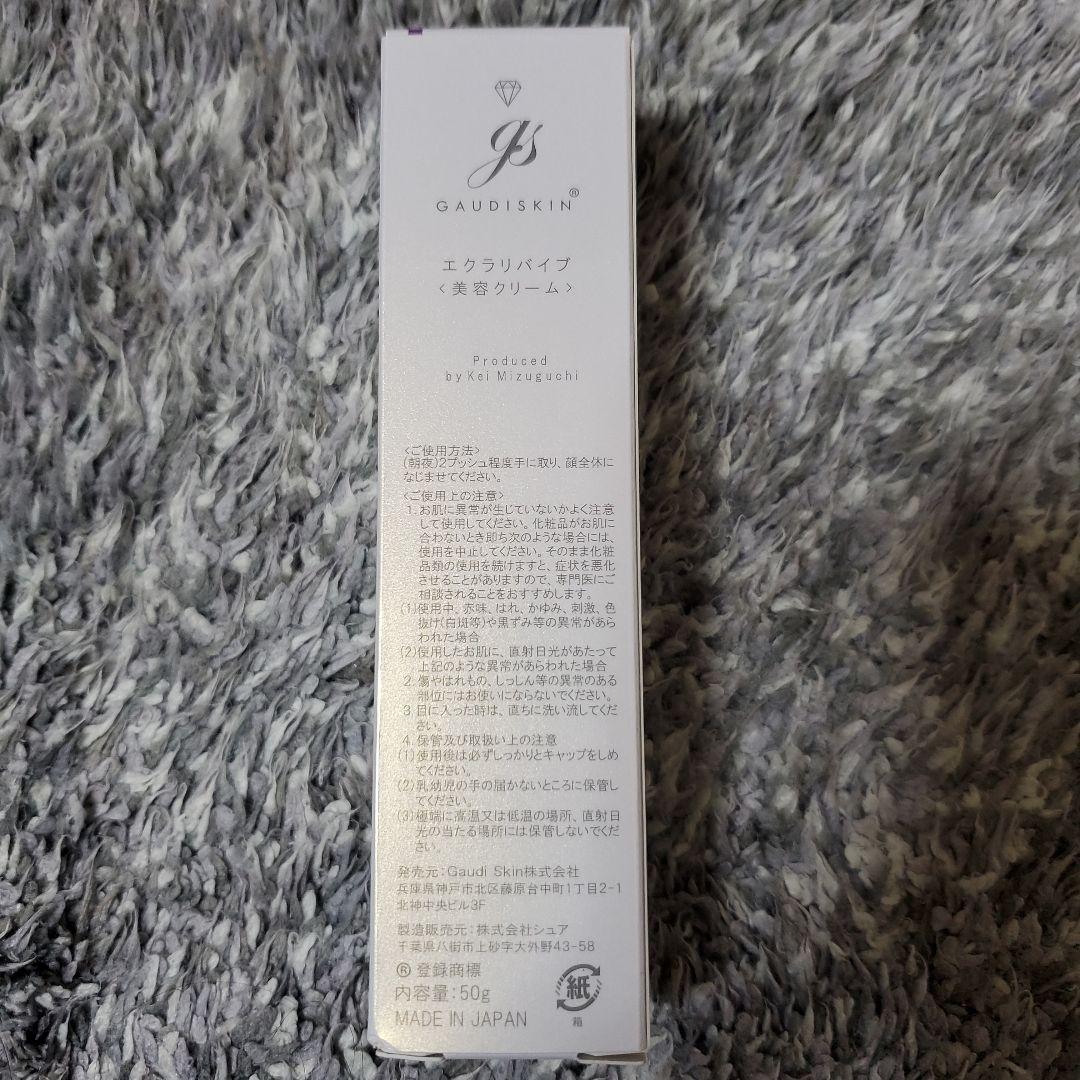 gs
GAUDISKIN®
エクラリバイブ
<美容クリーム>
Produced
by Kei Mizuguchi
<ご使用方法>
(朝夜)2プッシュ程度手に取り、顔全体に
なじませてください。
<ご使用上の注意>
1. お肌に異常が生じていないかよく注意
して使用してください。化粧品がお肌に
合わないとき即ち次のような場合には、
使用を中止してください。そのまま化粧
品類の使用を続けますと、症状を悪化
させることがありますので、専門医にご
相談されることをおすすめします。
(1)使用中、赤味、はれ、かゆみ、刺激、色
抜け(白斑等)や黒ずみ等の異常があら
われた場合
(2)使用したお肌に、直射日光があたって
上記のような異常があらわれた場合
2. 傷やはれもの、しっしん等の異常のある
部位にはお使いにならないでください。
3. 目に入った時は、直ちに洗い流してくだ
さい。
4. 保管及び取扱い上の注意
(1)使用後は必ずしっかりとキャップをしめ
てください。
(2)乳幼児の手の届かないところに保管し
てください。
(3)極端に高温又は低温の場所、直射日
光の当たる場所には保管しないでくだ
さい。
発売元:Gaudi Skin株式会社
兵庫県神戸市北区藤原台中町1丁目2-1
北神中央ビル3F
製造販売元:株式会社シュア
千葉県八街市上砂字大外野43-58
®登録商標
内容量:50g
MADE IN JAPAN
紙
箱